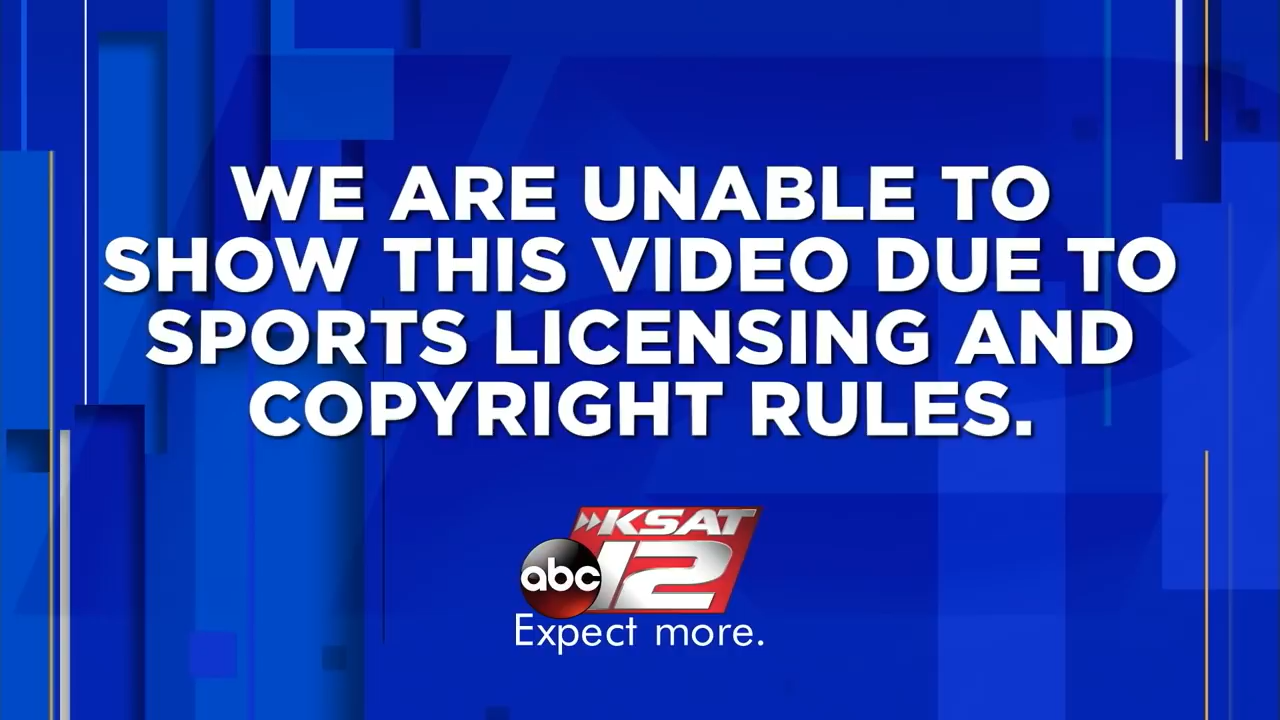 WE ARE UNABLE TO
SHOW THIS VIDEO DUE TO
SPORTS LICENSING AND
COPYRIGHT RULES.
KSAT
abc 12
Expect more.